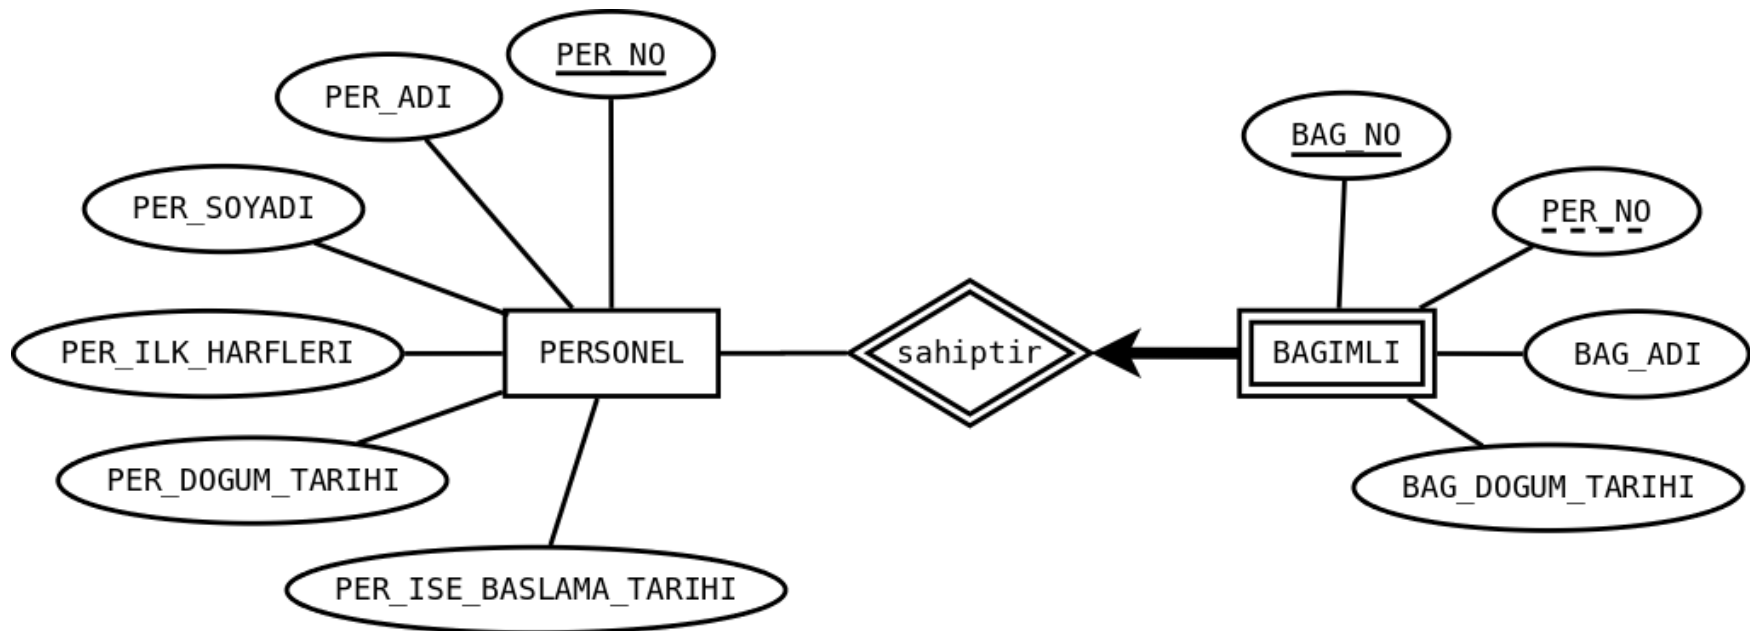 PER_NO
PER_ADI
BAG_NO
PER_SOYADI
PER_NO
PER_ILK_HARFLERI
PERSONEL
sahiptir
BAGIMLI
BAG_ADI
PER_DOGUM_TARIHI
BAG_DOGUM_TARIHI
PER_ISE_BASLAMA_TARIHI